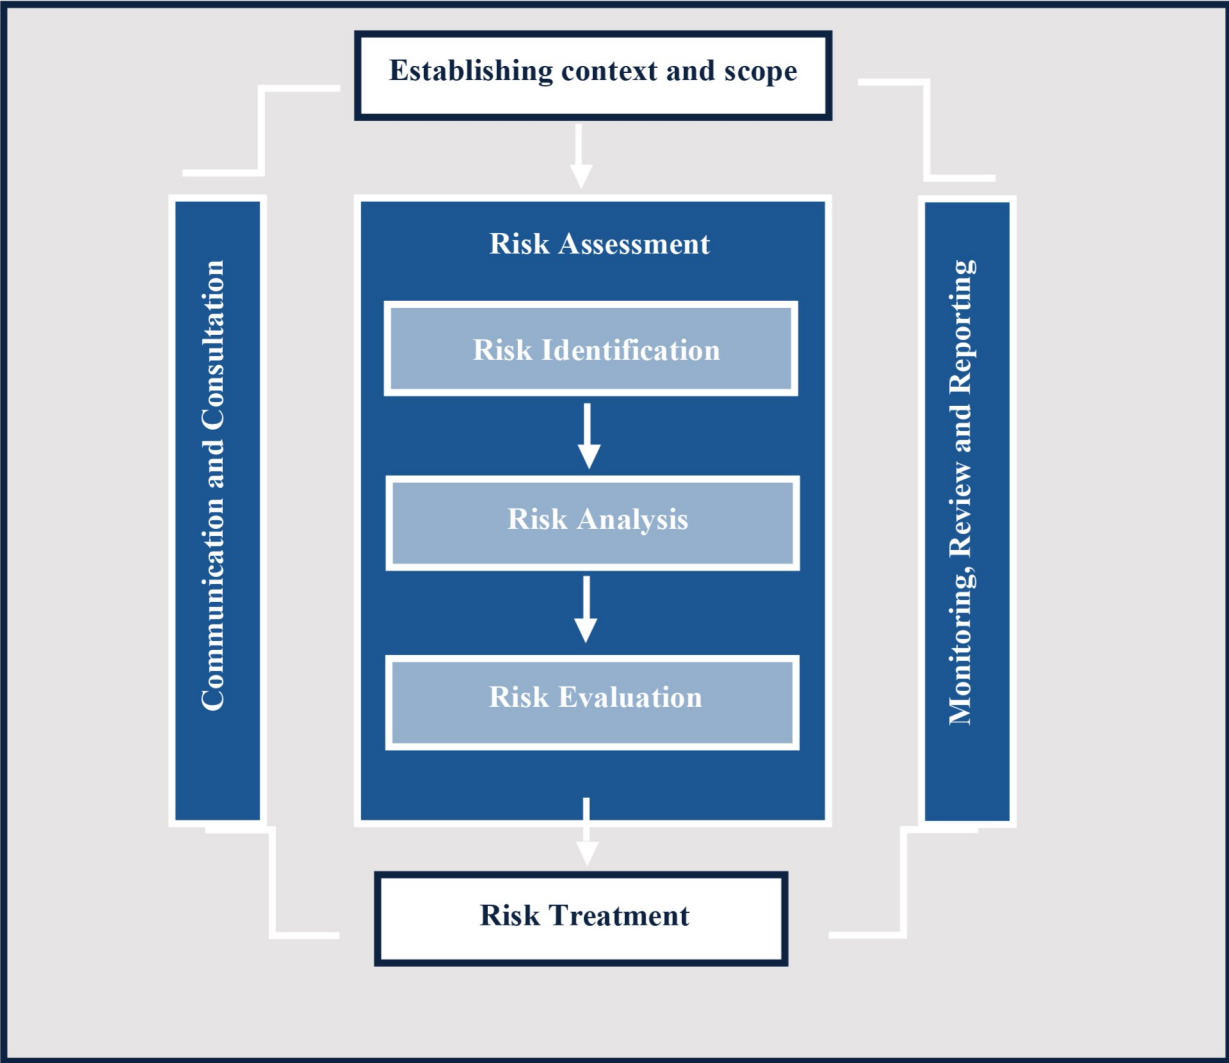 Establishing context and scope
Communication and Consultation
Risk Assessment
Risk Identification
Risk Analysis
Risk Evaluation
Monitoring, Review and Reporting
Risk Treatment